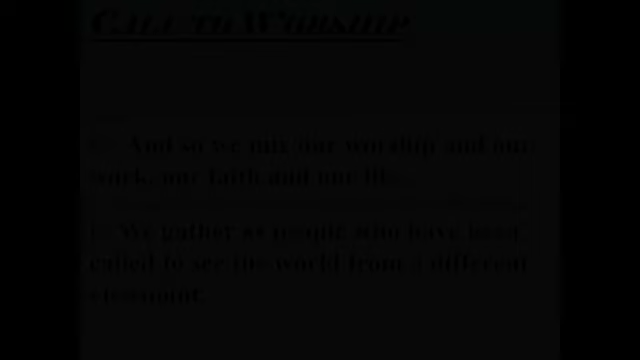 Call to Worship
And so we mix our worship and our
work, our faith and our life.
We gather as people who have been
called to see the world from a different
viewpoint.